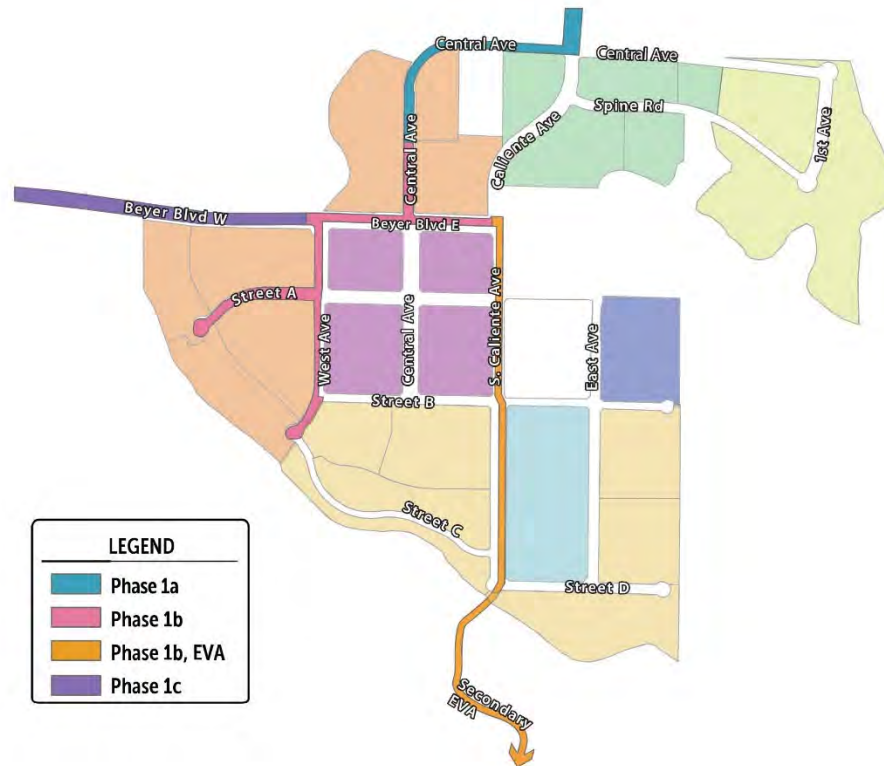 Central Ave
Central Ave
Spine Rd
1st Ave
Caliente Ave
Central Ave
Beyer Blvd W
Beyer Blvd E
Street A
West Ave
Central Ave
S. Caliente Ave
East Ave
Street B
Street C
Street D
Secondary
EVA
LEGEND
Phase 1a
Phase 1b
Phase 1b, EVA
Phase 1c